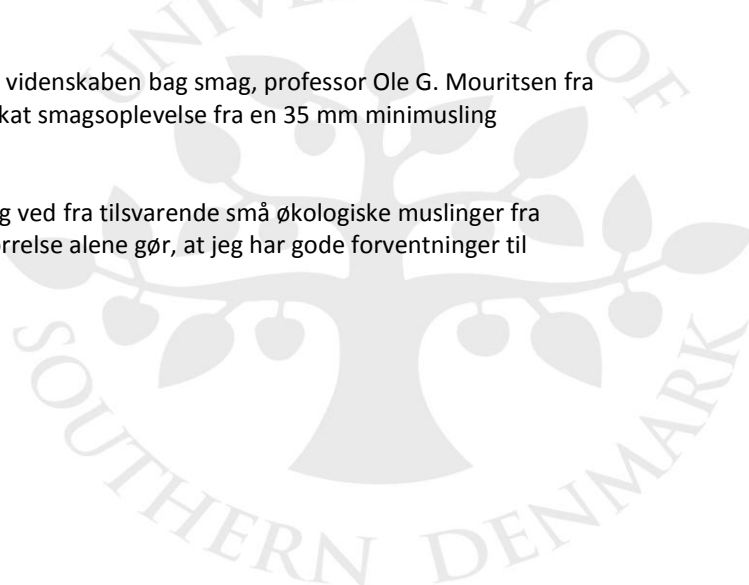 UNIVERSITY OF
videnskaben bag smag, professor Ole G. Mouritsen fra
kat smagsoplevelse fra en 35 mm minimusling
g ved fra tilsvarende små økologiske muslinger fra
ørrelse alene gør, at jeg har gode forventninger til
SOUTHERN DENMARK